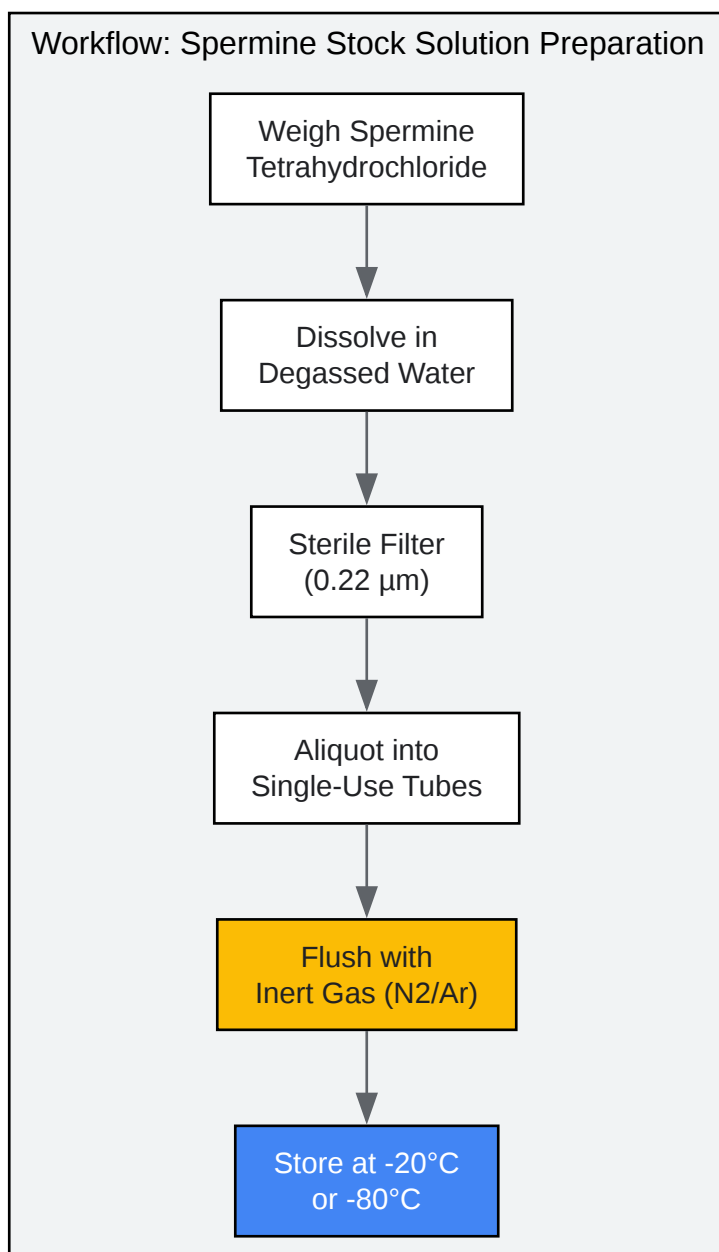 Workflow: Spermine Stock Solution Preparation
Weigh Spermine
Tetrahydrochloride
Dissolve in
Degassed Water
Sterile Filter
(0.22 µm)
Aliquot into
Single-Use Tubes
Flush with
Inert Gas (N2/Ar)
Store at -20°C
or -80°C